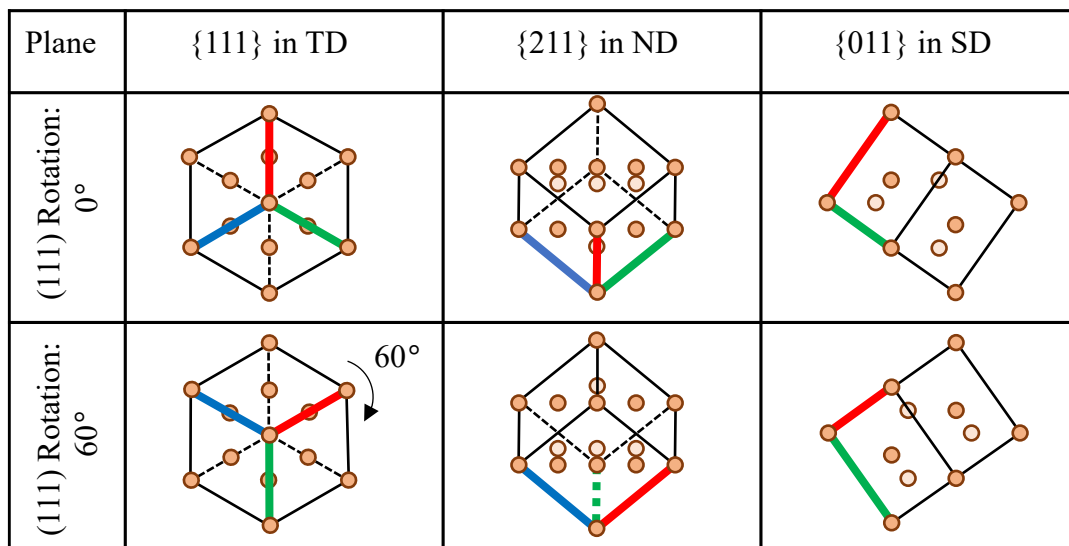 Plane
{111} in TD
{211} in ND
{011} in SD
(111) Rotation:
0°
(111) Rotation:
60°
60°